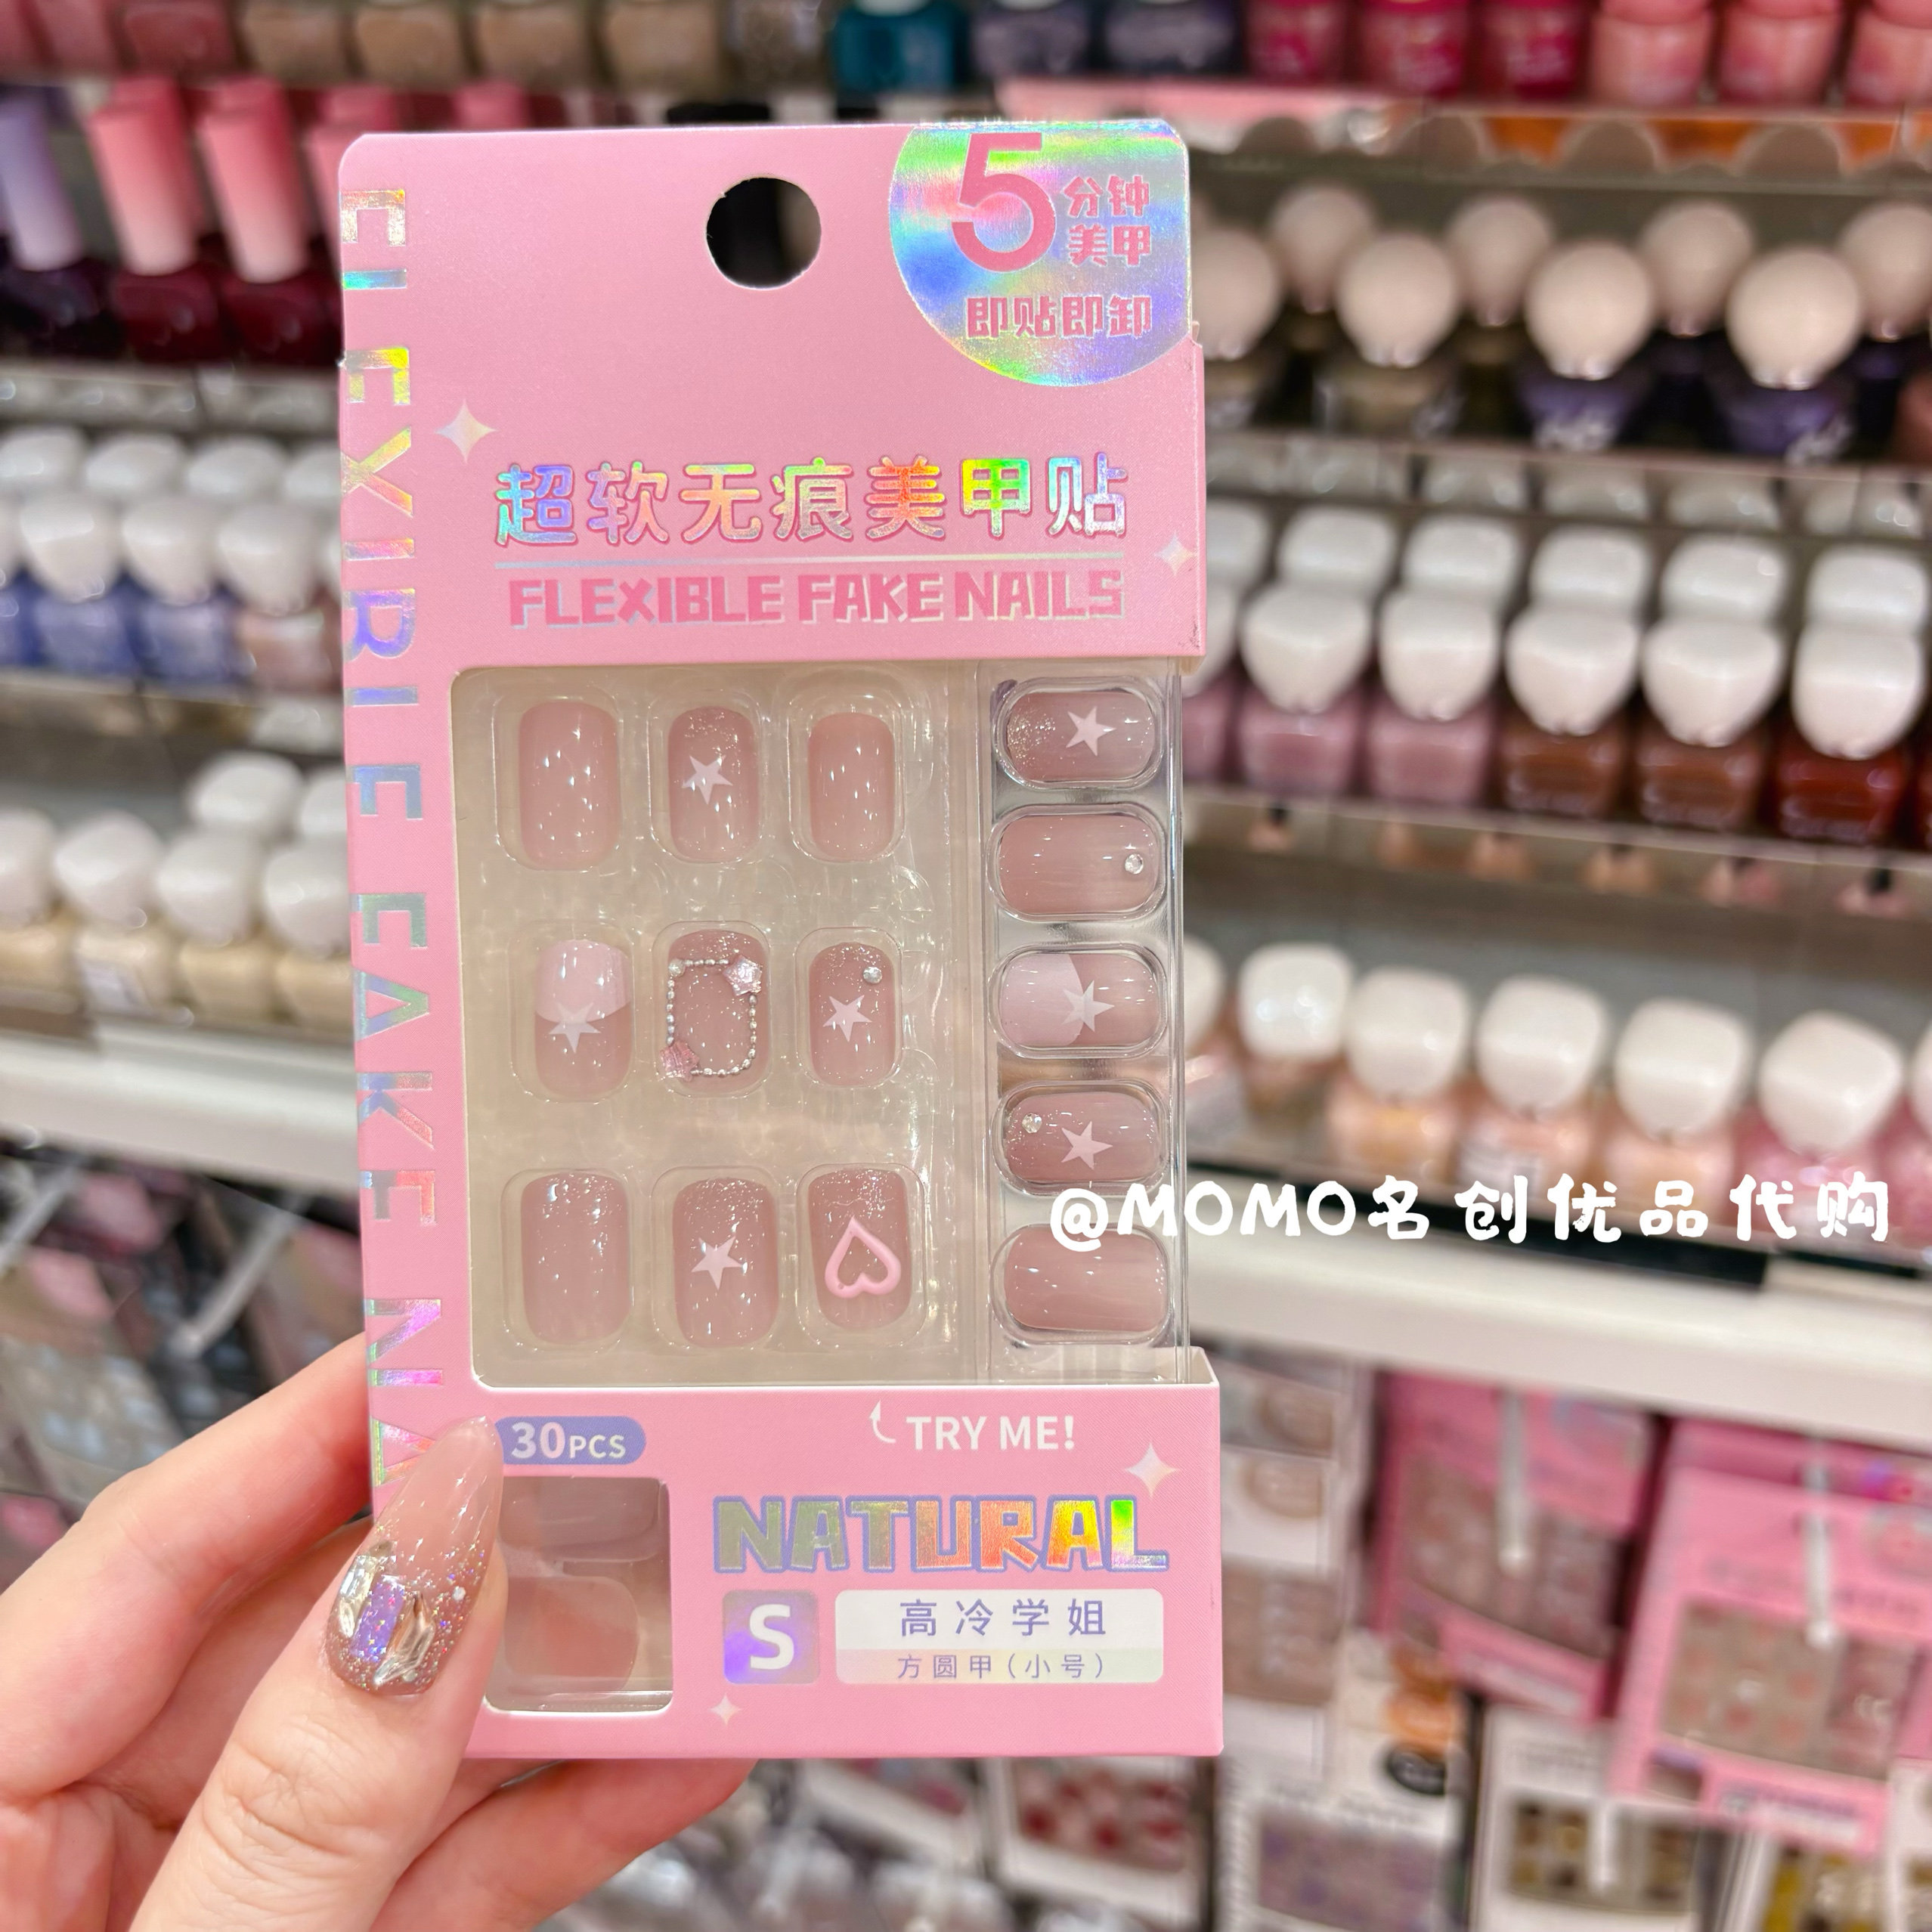 5分钟
美甲
即贴即卸
超软无痕美甲贴
FLEXIBLE FAKE NAILS
FLEXIBLE FAKE NA
@MOMO名创优品代购
30PCS
TRY ME!
NATURAL
S
高冷学姐
方圆甲(小号)